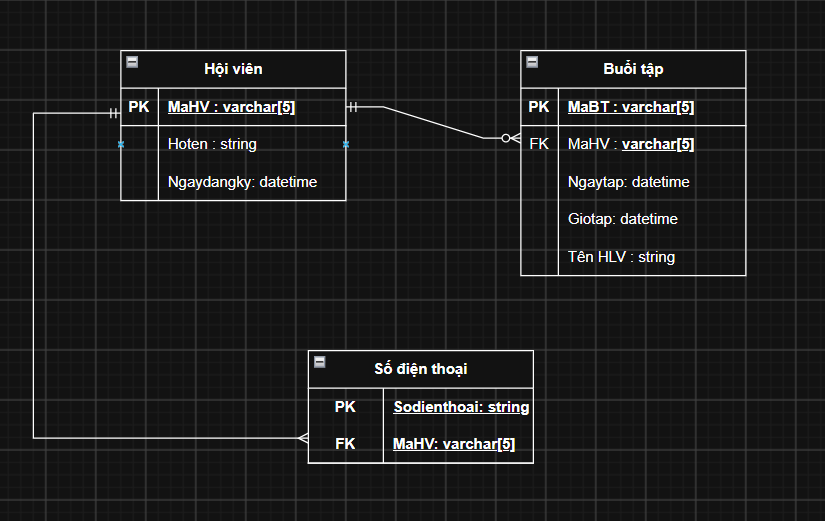 Hội viên
PK MaHV : varchar[5]
Hoten : string
Ngaydangky: datetime
Buổi tập
PK MaBT : varchar[5]
FK MaHV : varchar[5]
Ngaytap: datetime
Giotap: datetime
Tên HLV : string
Số điện thoại
PK Sodienthoai: string
FK MaHV: varchar[5]